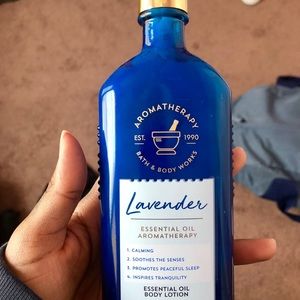 AROMATHERAPY
EST. 1990
BATH & BODY WORKS
Lavender
ESSENTIAL OIL
AROMATHERAPY
1. CALMING
2. SOOTHES THE SENSES
3. PROMOTES PEACEFUL SLEEP
4. INSPIRES TRANQUILITY
ESSENTIAL OIL
BODY LOTION